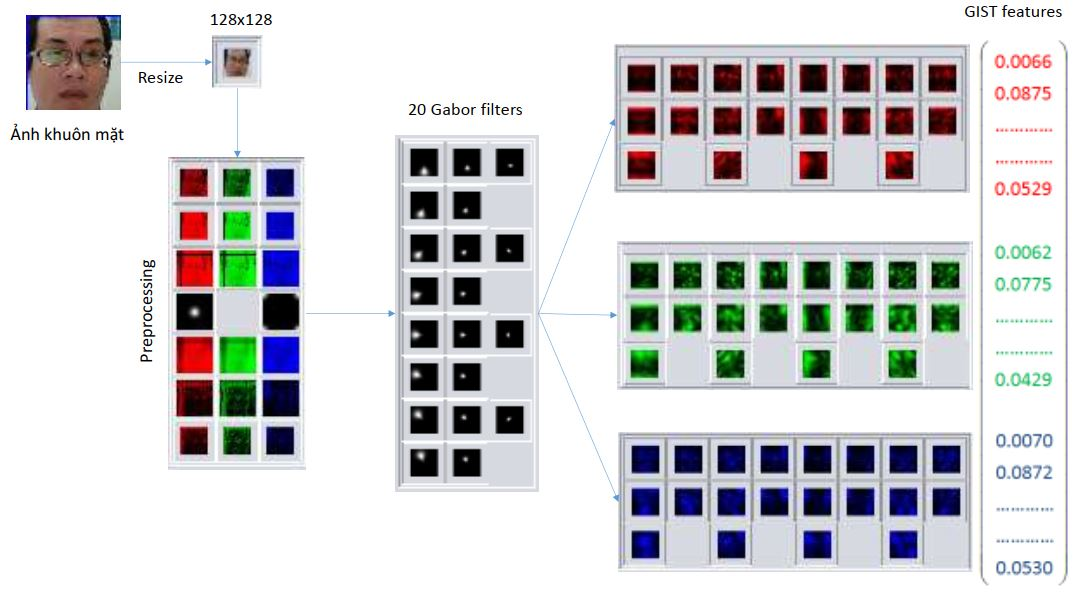 128x128
GIST features
Resize
Ảnh khuôn mặt
20 Gabor filters
Preprocessing
0.0066
0.0875
............
............
0.0529
0.0062
0.0775
............
............
0.0429
0.0070
0.0872
............
............
0.0530